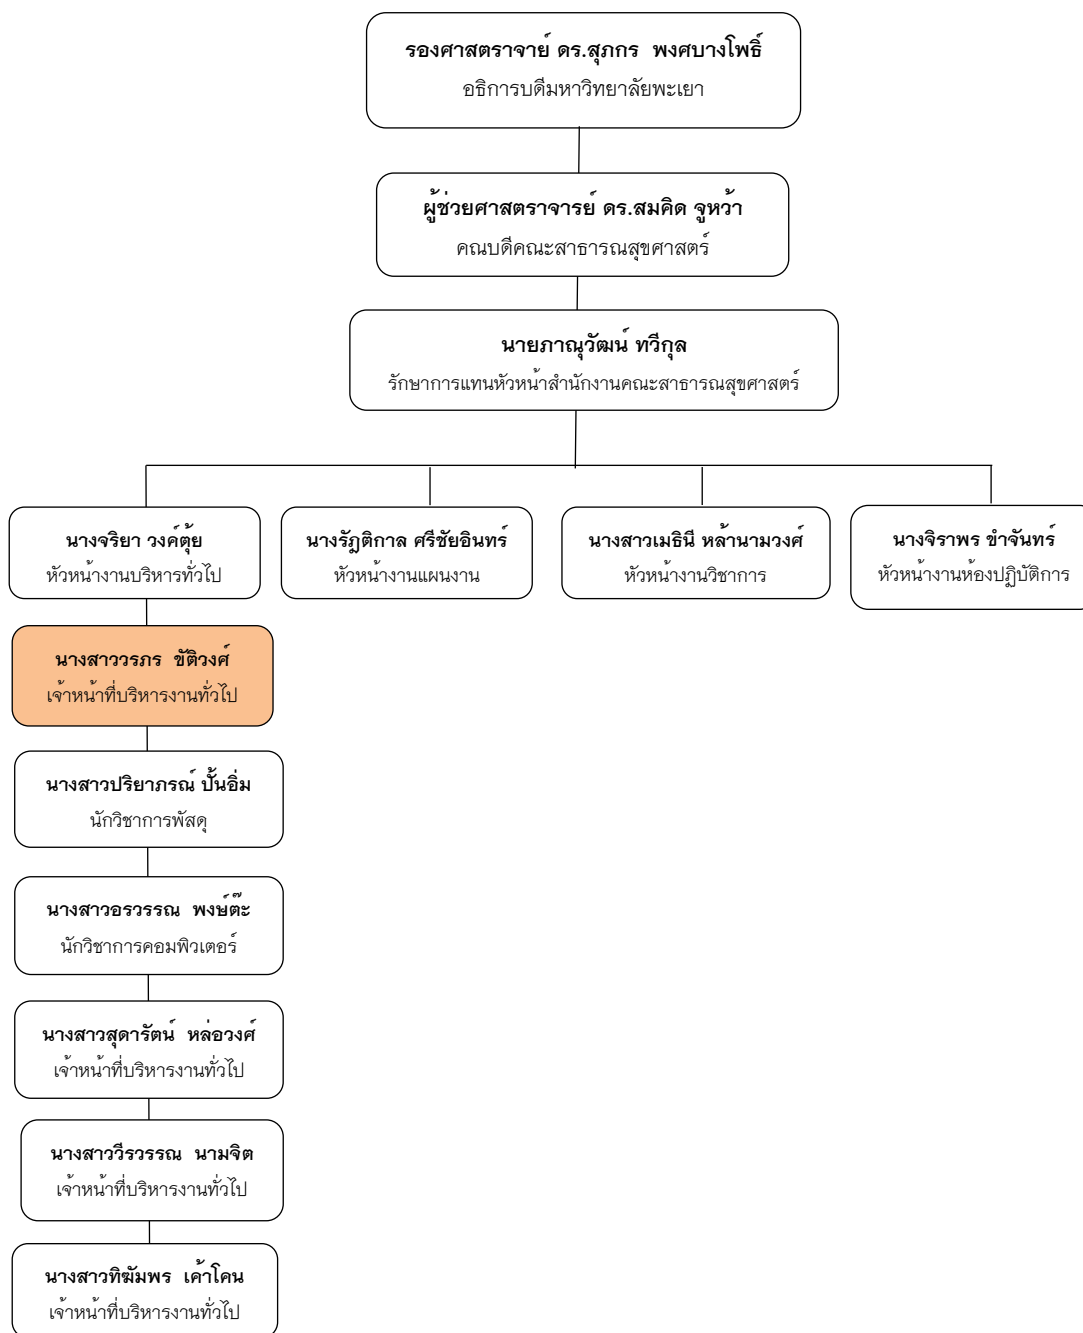 รองศาสตราจาย์ ดร.สุภกร พงศบางโพธิ์
อธิการบดีมหาวิทยาลัยพะเยา
ผู้ช่วยศาสตราจารย์ ดร.สมคิด จูหว้า
คณบดีคณะสาธารณสุขศาสตร์
นายภาณุวัฒน์ ทวีกุล
รักษาการแทนหัวหน้าสำนักงานคณะสาธารณสุขศาสตร์
นางจริยา วงค์ตุ้ย
หัวหน้างานบริหารทั่วไป
นางรัฎติกาล ศรีชัยอินทร์
หัวหน้างานแผนงาน
นางสาวเมธินี หล้านามวงศ์
หัวหน้างานวิชาการ
นางจิราพร ขำจันทร์
หัวหน้างานห้องปฏิบัติการ
นางสาววรภร ขัติวงศ์
เจ้าหน้าที่บริหารงานทั่วไป
นางสาวปริยาภรณ์ ปั้นอิ่ม
นักวิชาการพัสดุ
นางสาวอรวรรณ พงษ์ต๊ะ
นักวิชาการคอมพิวเตอร์
นางสาวสุดารัตน์ หล่อวงศ์
เจ้าหน้าที่บริหารงานทั่วไป
นางสาววีรวรรณ นามจิต
เจ้าหน้าที่บริหารงานทั่วไป
นางสาวทิฆัมพร เค้าโคน
เจ้าหน้าที่บริหารงานทั่วไป